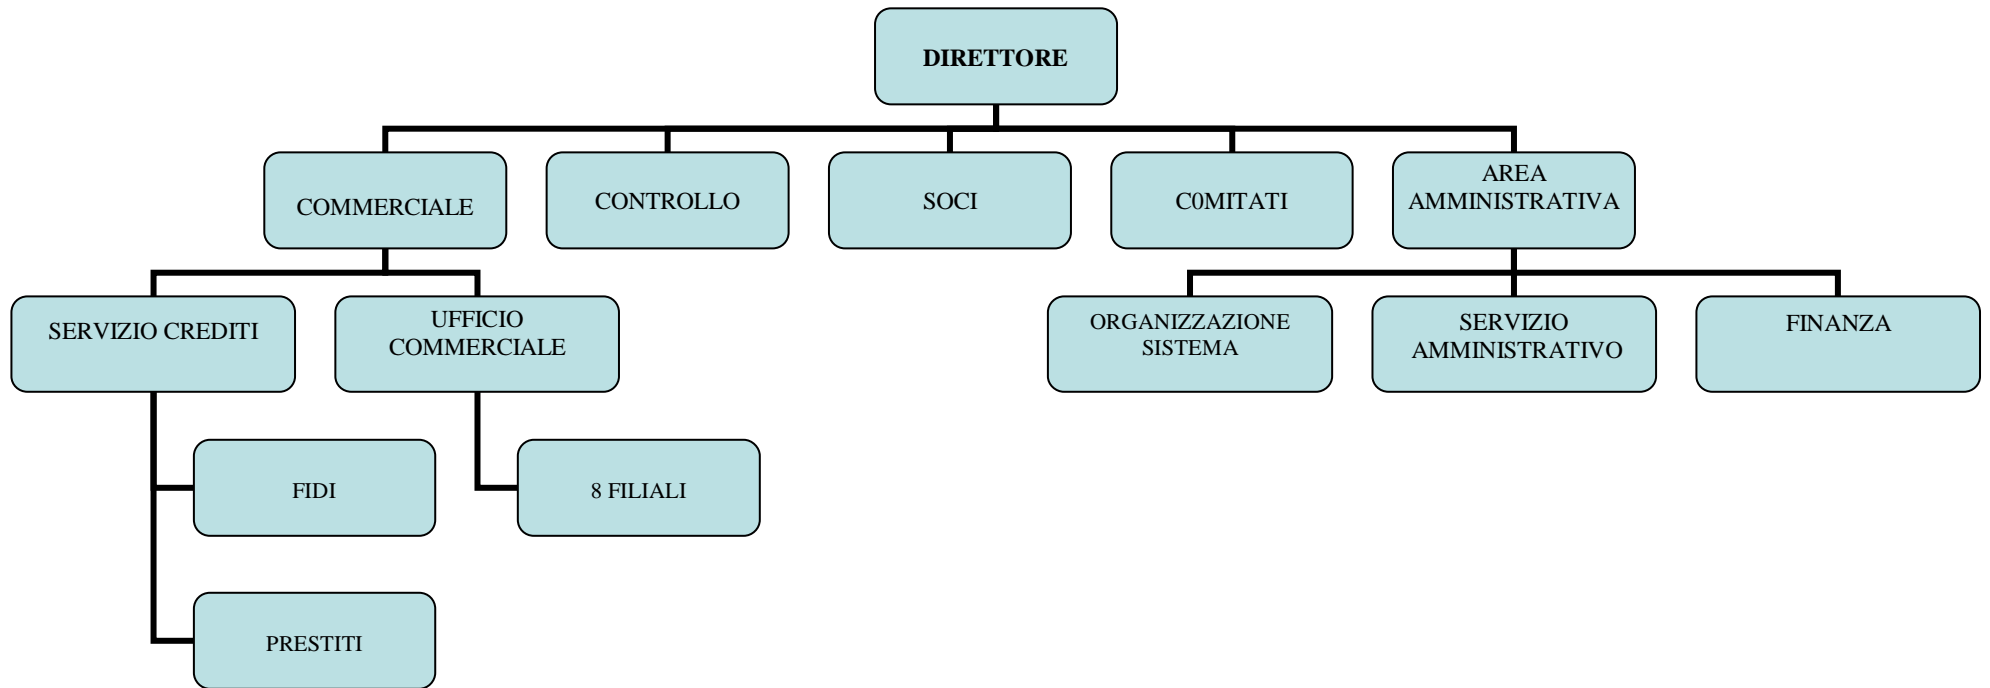 DIRETTORE
COMMERCIALE
CONTROLLO
SOCI
C0MITATI
AREA
AMMINISTRATIVA
SERVIZIO CREDITI
UFFICIO
COMMERCIALE
ORGANIZZAZIONE
SISTEMA
SERVIZIO
AMMINISTRATIVO
FINANZA
FIDI
8 FILIALI
PRESTITI